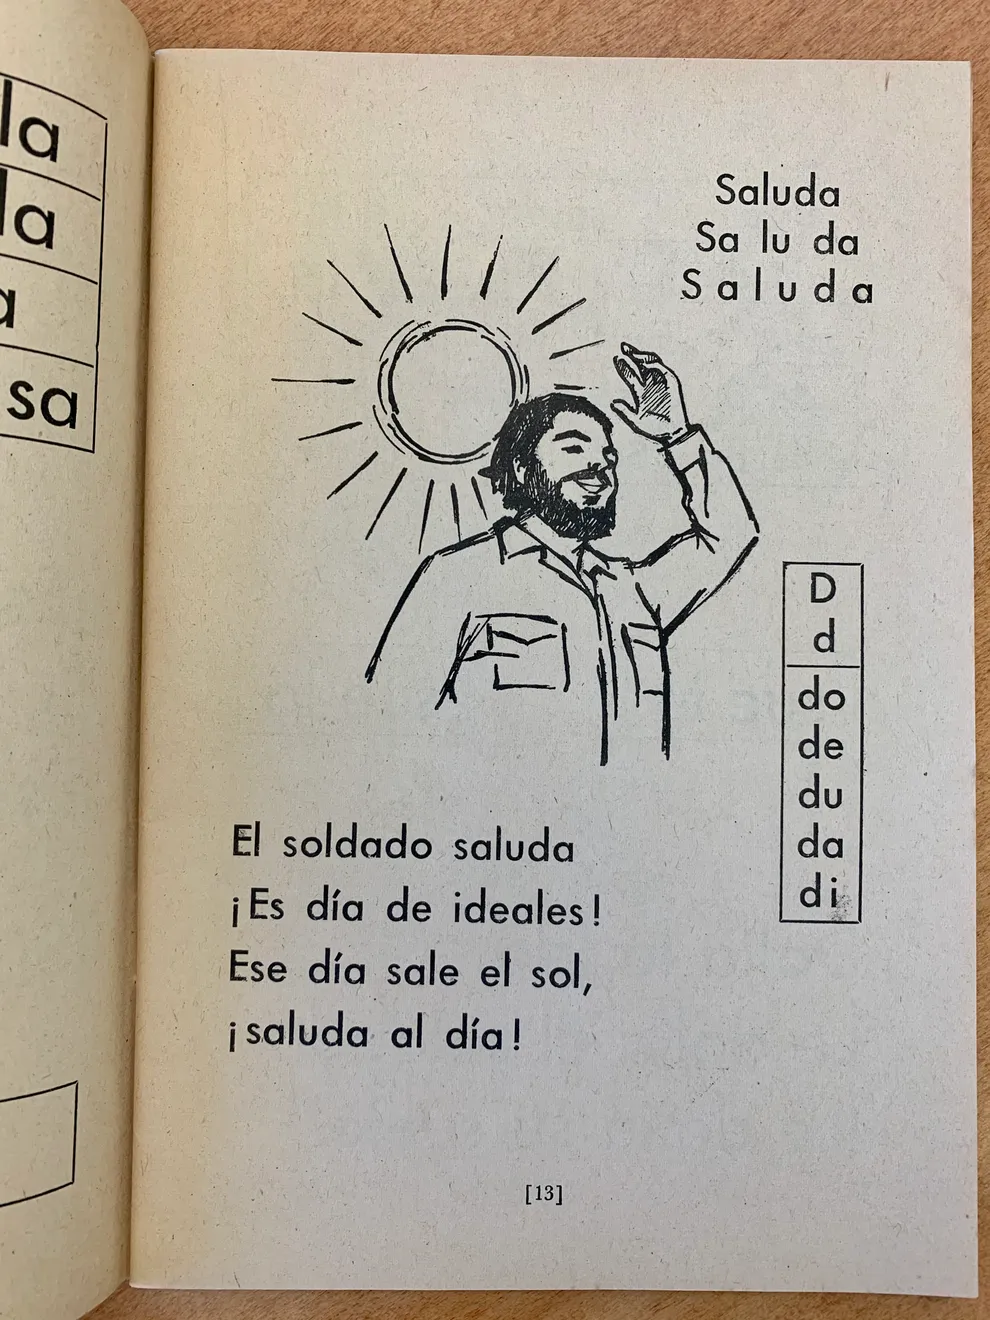 la
la
a
sa
Saluda
Sa lu da
S a l u d a
D
d
do
de
du
da
di
El soldado saluda
¡Es día de ideales!
Ese día sale el sol,
¡saluda al día!
[13]